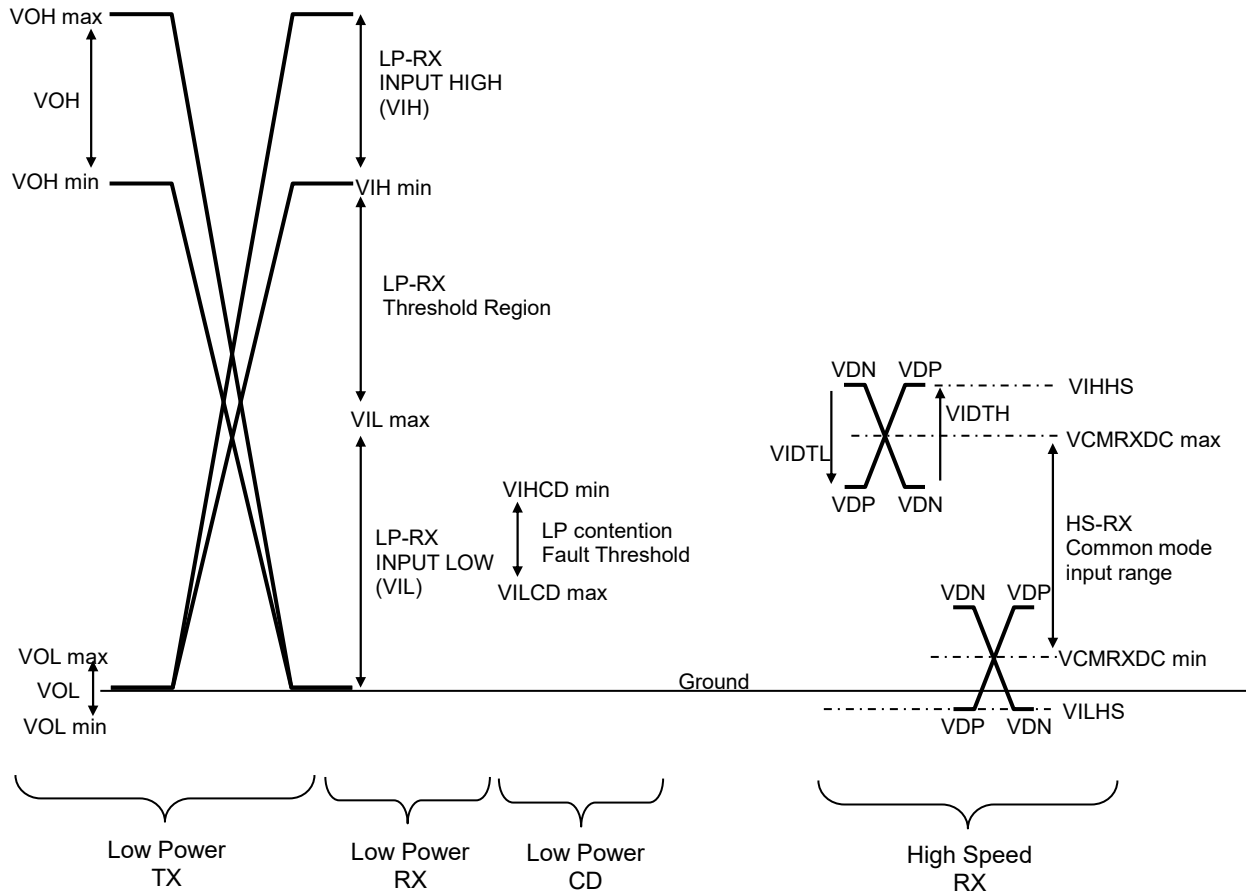 VOH max
VOH
VOH min
LP-RX
INPUT HIGH
(VIH)
VIH min
LP-RX
Threshold Region
VIL max
LP-RX
INPUT LOW
(VIL)
VIHCD min
LP contention
Fault Threshold
VILCD max
VOL max
VOL
VOL min
Ground
VDN
VDP
VIHHS
VIDTH
VIDTL
VCMRXDC max
VDP
VDN
HS-RX
Common mode
input range
VDN
VDP
VCMRXDC min
VDP
VDN
VILHS
Low Power
TX
Low Power
RX
Low Power
CD
High Speed
RX